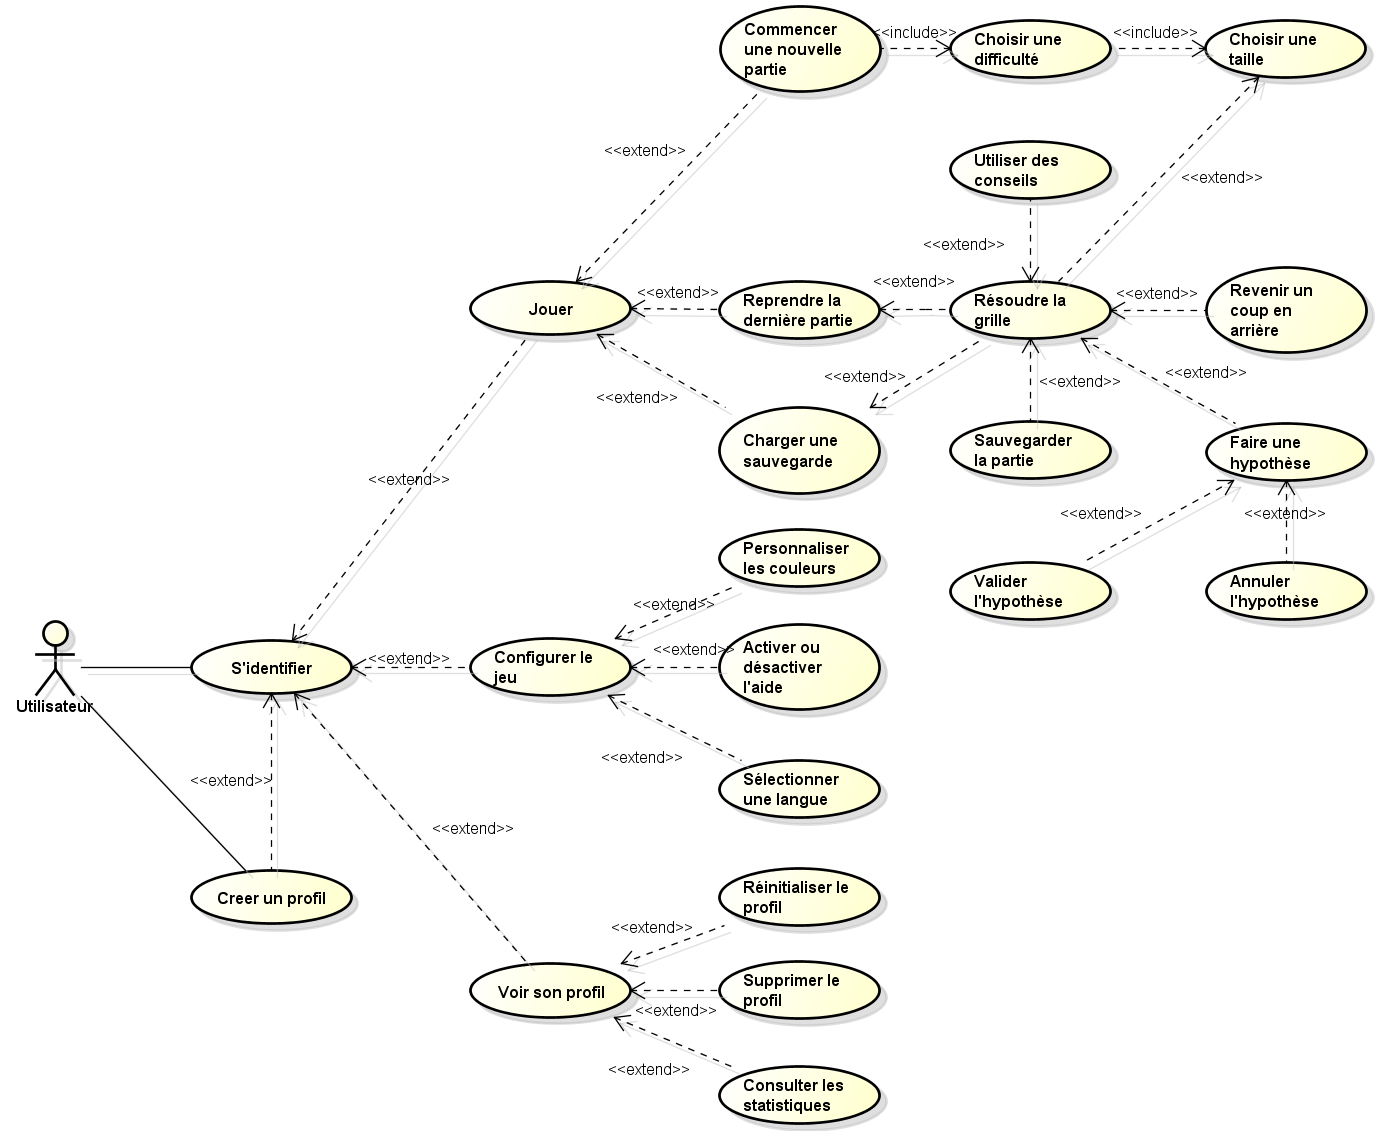 Commencer
une nouvelle
partie
<<include>>
Choisir une
difficulté
<<include>>
Choisir une
taille
<<extend>>
Utiliser des
conseils
<<extend>>
<<extend>>
Jouer
<<extend>>
Reprendre la
dernière partie
<<extend>>
Résoudre la
grille
<<extend>>
Revenir un
coup en
arrière
<<extend>>
<<extend>>
<<extend>>
<<extend>>
Charger une
sauvegarde
Sauvegarder
la partie
Faire une
hypothèse
<<extend>>
<<extend>>
<<extend>>
Personnaliser
les couleurs
Valider
l'hypothèse
Annuler
l'hypothèse
<<extend>>
Utilisateur
S'identifier
<<extend>>
Configurer le
jeu
<<extend>>
Activer ou
désactiver
l'aide
<<extend>>
Sélectionner
une langue
<<extend>>
<<extend>>
Creer un profil
Réinitialiser le
profil
<<extend>>
Voir son profil
Supprimer le
profil
<<extend>>
<<extend>>
Consulter les
statistiques